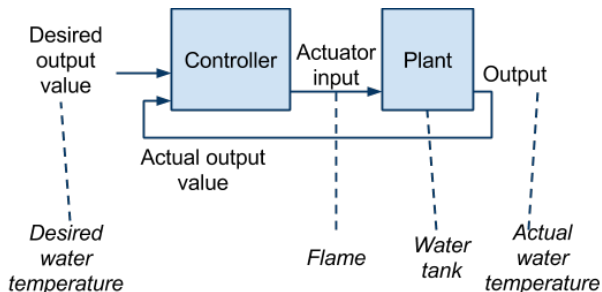 Desired
output
value
Controller
Actuator
input
Plant
Output
Actual output
value
Desired
water
temperature
Flame
Water
tank
Actual
water
temperature